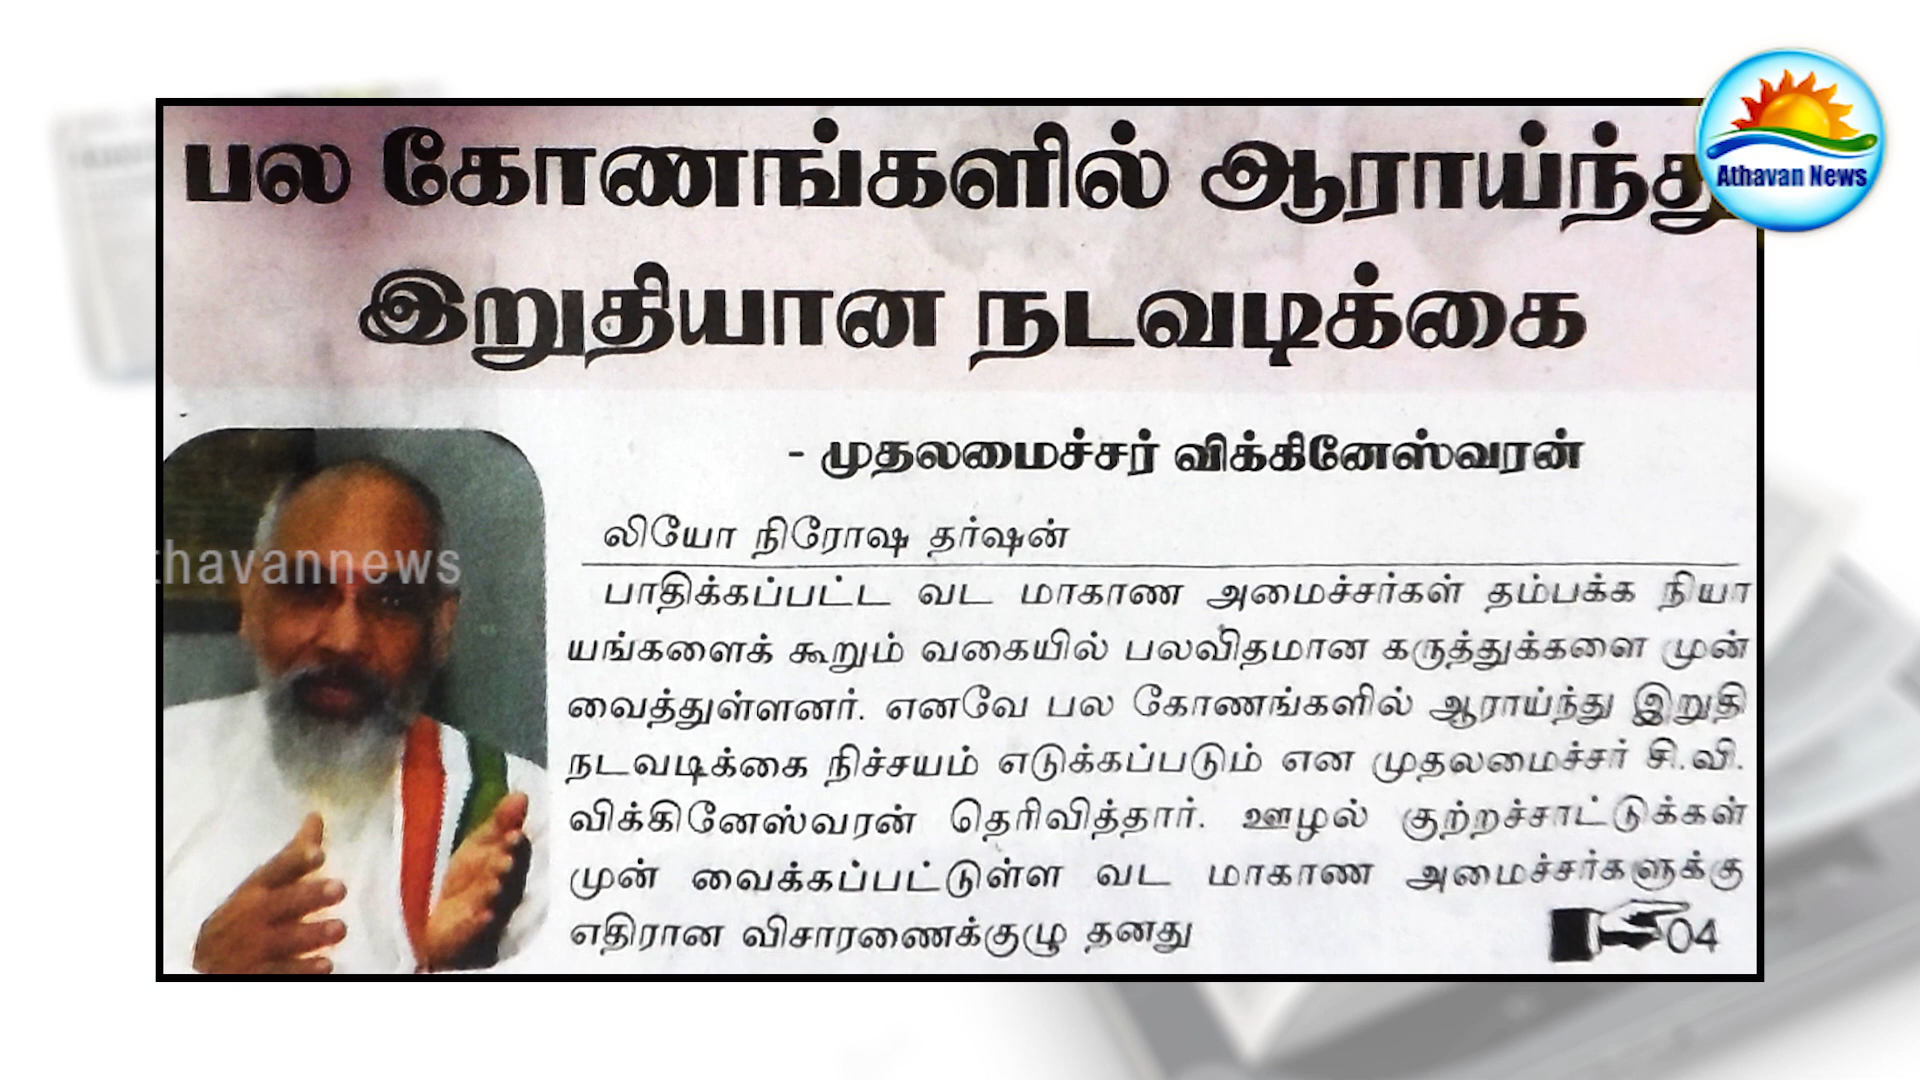 பல கோணங்களில் ஆராய்ந்து
Athavan News
இறுதியான நடவடிக்கை
- முதலமைச்சர் விக்கினேஸ்வரன்
லியோ நிரோஷ தர்ஷன்
thavannews
பாதிக்கப்பட்ட வட மாகாண அமைச்சர்கள் தம்பக்க நியா
யங்களைக் கூறும் வகையில் பலவிதமான கருத்துக்களை முன்
வைத்துள்ளனர். எனவே பல கோணங்களில் ஆராய்ந்து இறுதி
நடவடிக்கை நிச்சயம் எடுக்கப்படும் என முதலமைச்சர் சி.வி.
விக்கினேஸ்வரன் தெரிவித்தார். ஊழல் குற்றச்சாட்டுக்கள்
முன் வைக்கப்பட்டுள்ள வட மாகாண அமைச்சர்களுக்கு
எதிரான விசாரணைக்குழு தனது
04